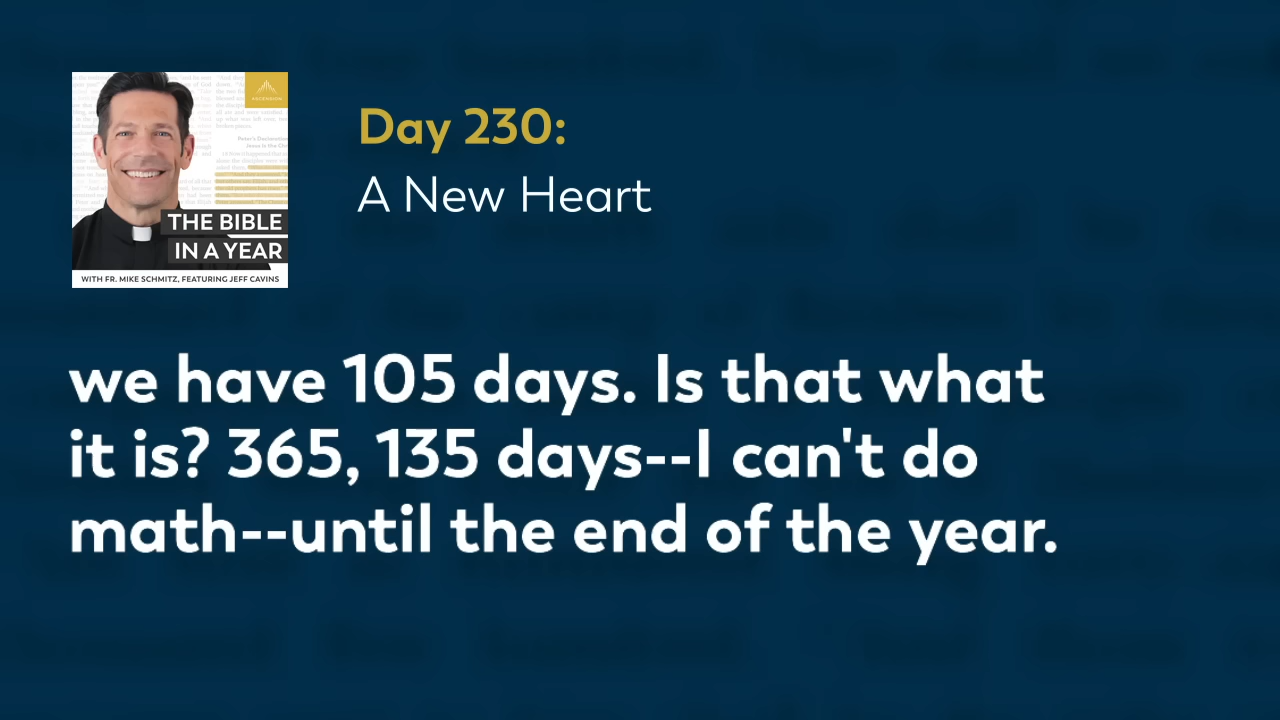 ASCENSION
Day 230:
A New Heart
THE BIBLE
IN A YEAR
WITH FR. MIKE SCHMITZ, FEATURING JEFF CAVINS
we have 105 days. Is that what
it is? 365, 135 days--I can't do
math--until the end of the year.